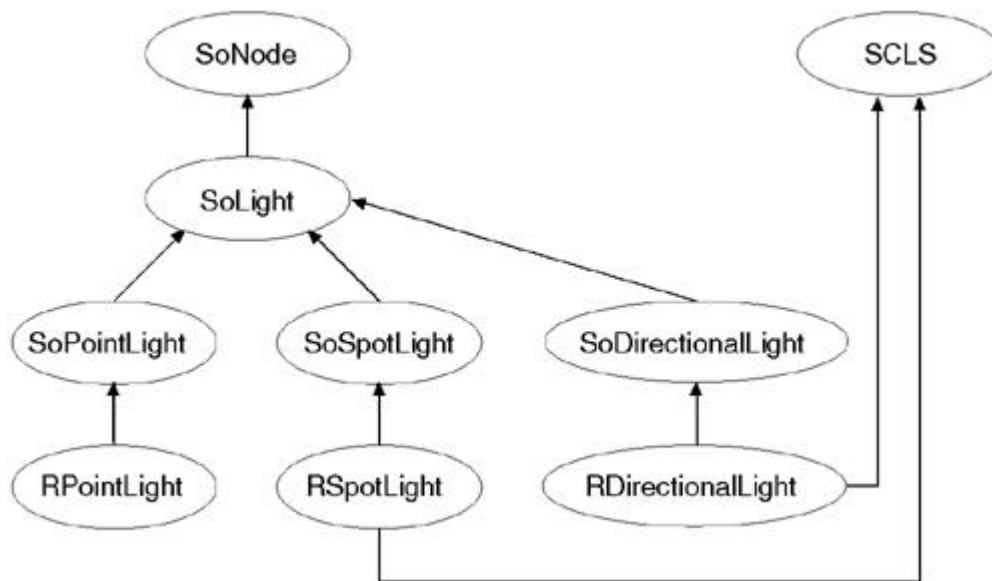 SoNode
SCLS
SoLight
SoPointLight
SoSpotLight
SoDirectionalLight
RPointLight
RSpotLight
RDirectionalLight